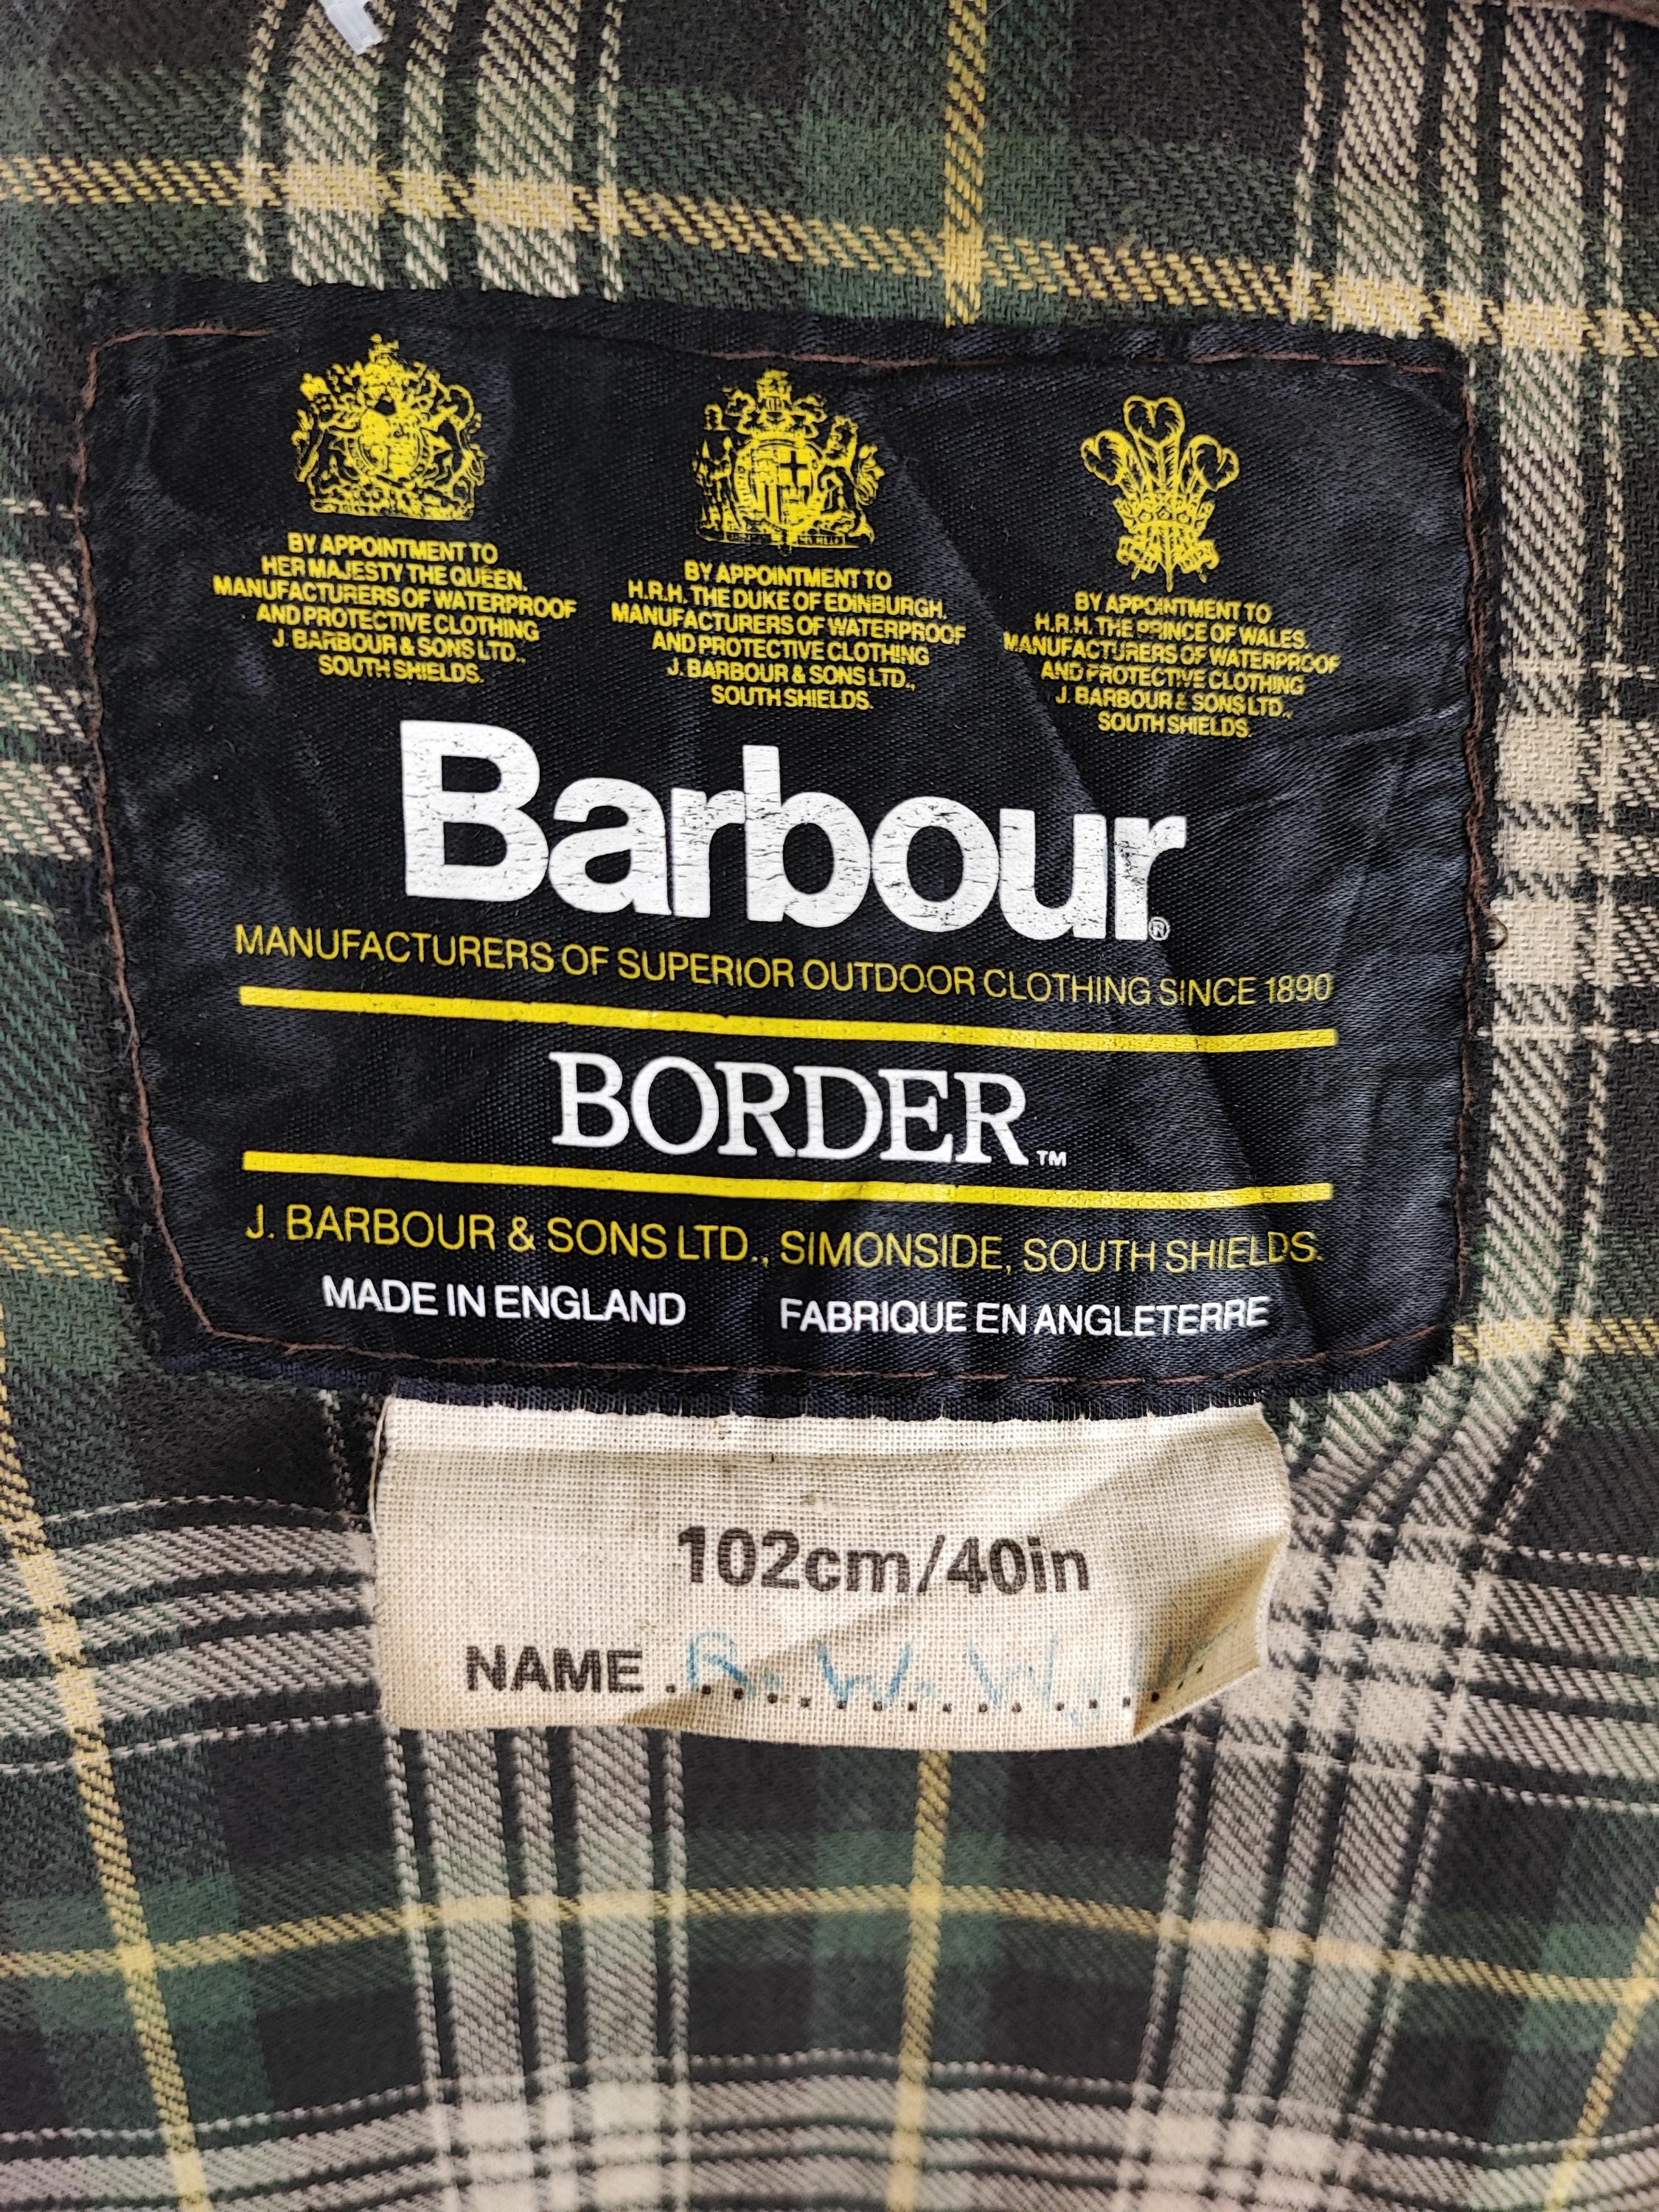 BY APPOINTMENT TO
HER MAJESTY THE QUEEN.
MANUFACTURERS OF WATERPROOF
AND PROTECTIVE CLOTHING
J. BARBOUR & SONS LTD.,
SOUTH SHIELDS.
BY APPOINTMENT TO
H.R.H. THE DUKE OF EDINBURGH.
MANUFACTURERS OF WATERPROOF
AND PROTECTIVE CLOTHING
J. BARBOUR & SONS LTD.,
SOUTH SHIELDS.
BY APPOINTMENT TO
H.R.H. THE PRINCE OF WALES.
MANUFACTURERS OF WATERPROOF
AND PROTECTIVE CLOTHING
J. BARBOUR & SONS LTD.,
SOUTH SHIELDS.
Barbour®
MANUFACTURERS OF SUPERIOR OUTDOOR CLOTHING SINCE 1890
BORDER™
J. BARBOUR & SONS LTD., SIMONSIDE, SOUTH SHIELDS.
MADE IN ENGLAND FABRIQUE EN ANGLETERRE
102cm/40in
NAME